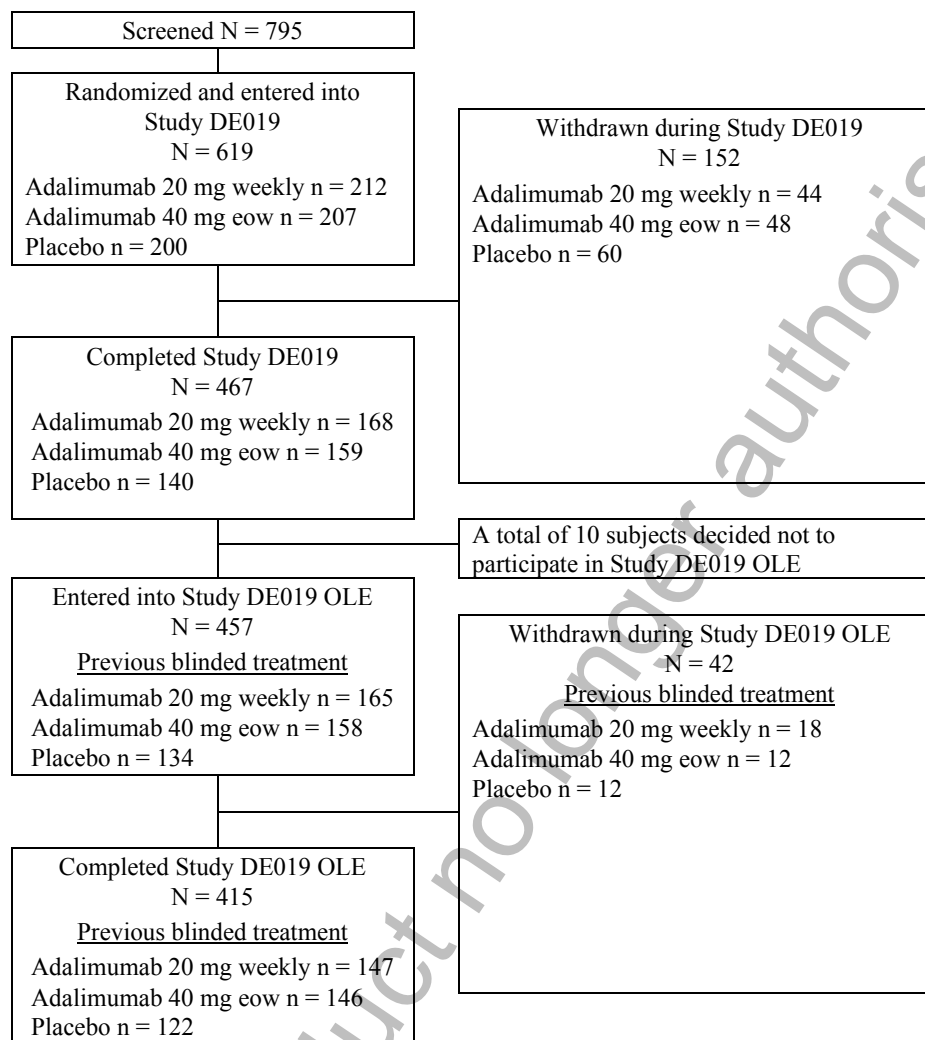 Screened N = 795
Randomized and entered into
Study DE019
N = 619
Adalimumab 20 mg weekly n = 212
Adalimumab 40 mg eow n = 207
Placebo n = 200
Withdrawn during Study DE019
N = 152
Adalimumab 20 mg weekly n = 44
Adalimumab 40 mg eow n = 48
Placebo n = 60
Completed Study DE019
N = 467
Adalimumab 20 mg weekly n = 168
Adalimumab 40 mg eow n = 159
Placebo n = 140
A total of 10 subjects decided not to
participate in Study DE019 OLE
Entered into Study DE019 OLE
N = 457
Previous blinded treatment
Adalimumab 20 mg weekly n = 165
Adalimumab 40 mg eow n = 158
Placebo n = 134
Withdrawn during Study DE019 OLE
N = 42
Previous blinded treatment
Adalimumab 20 mg weekly n = 18
Adalimumab 40 mg eow n = 12
Placebo n = 12
Completed Study DE019 OLE
N = 415
Previous blinded treatment
Adalimumab 20 mg weekly n = 147
Adalimumab 40 mg eow n = 146
Placebo n = 122
no longer